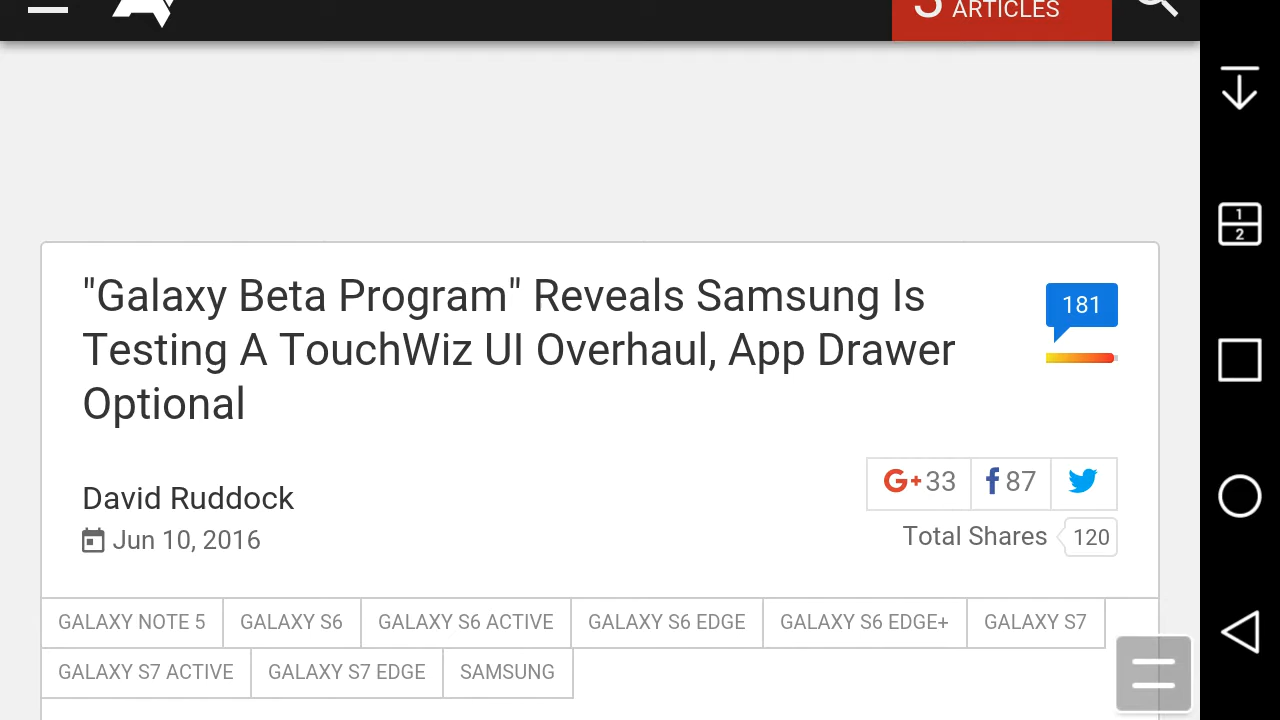 ARTICLES
"Galaxy Beta Program" Reveals Samsung Is
Testing A TouchWiz UI Overhaul, App Drawer
Optional
181
David Ruddock
Jun 10, 2016
G+ 33 f 87
Total Shares 120
GALAXY NOTE 5 GALAXY S6 GALAXY S6 ACTIVE GALAXY S6 EDGE GALAXY S6 EDGE+ GALAXY S7
GALAXY S7 ACTIVE GALAXY S7 EDGE SAMSUNG
1
2